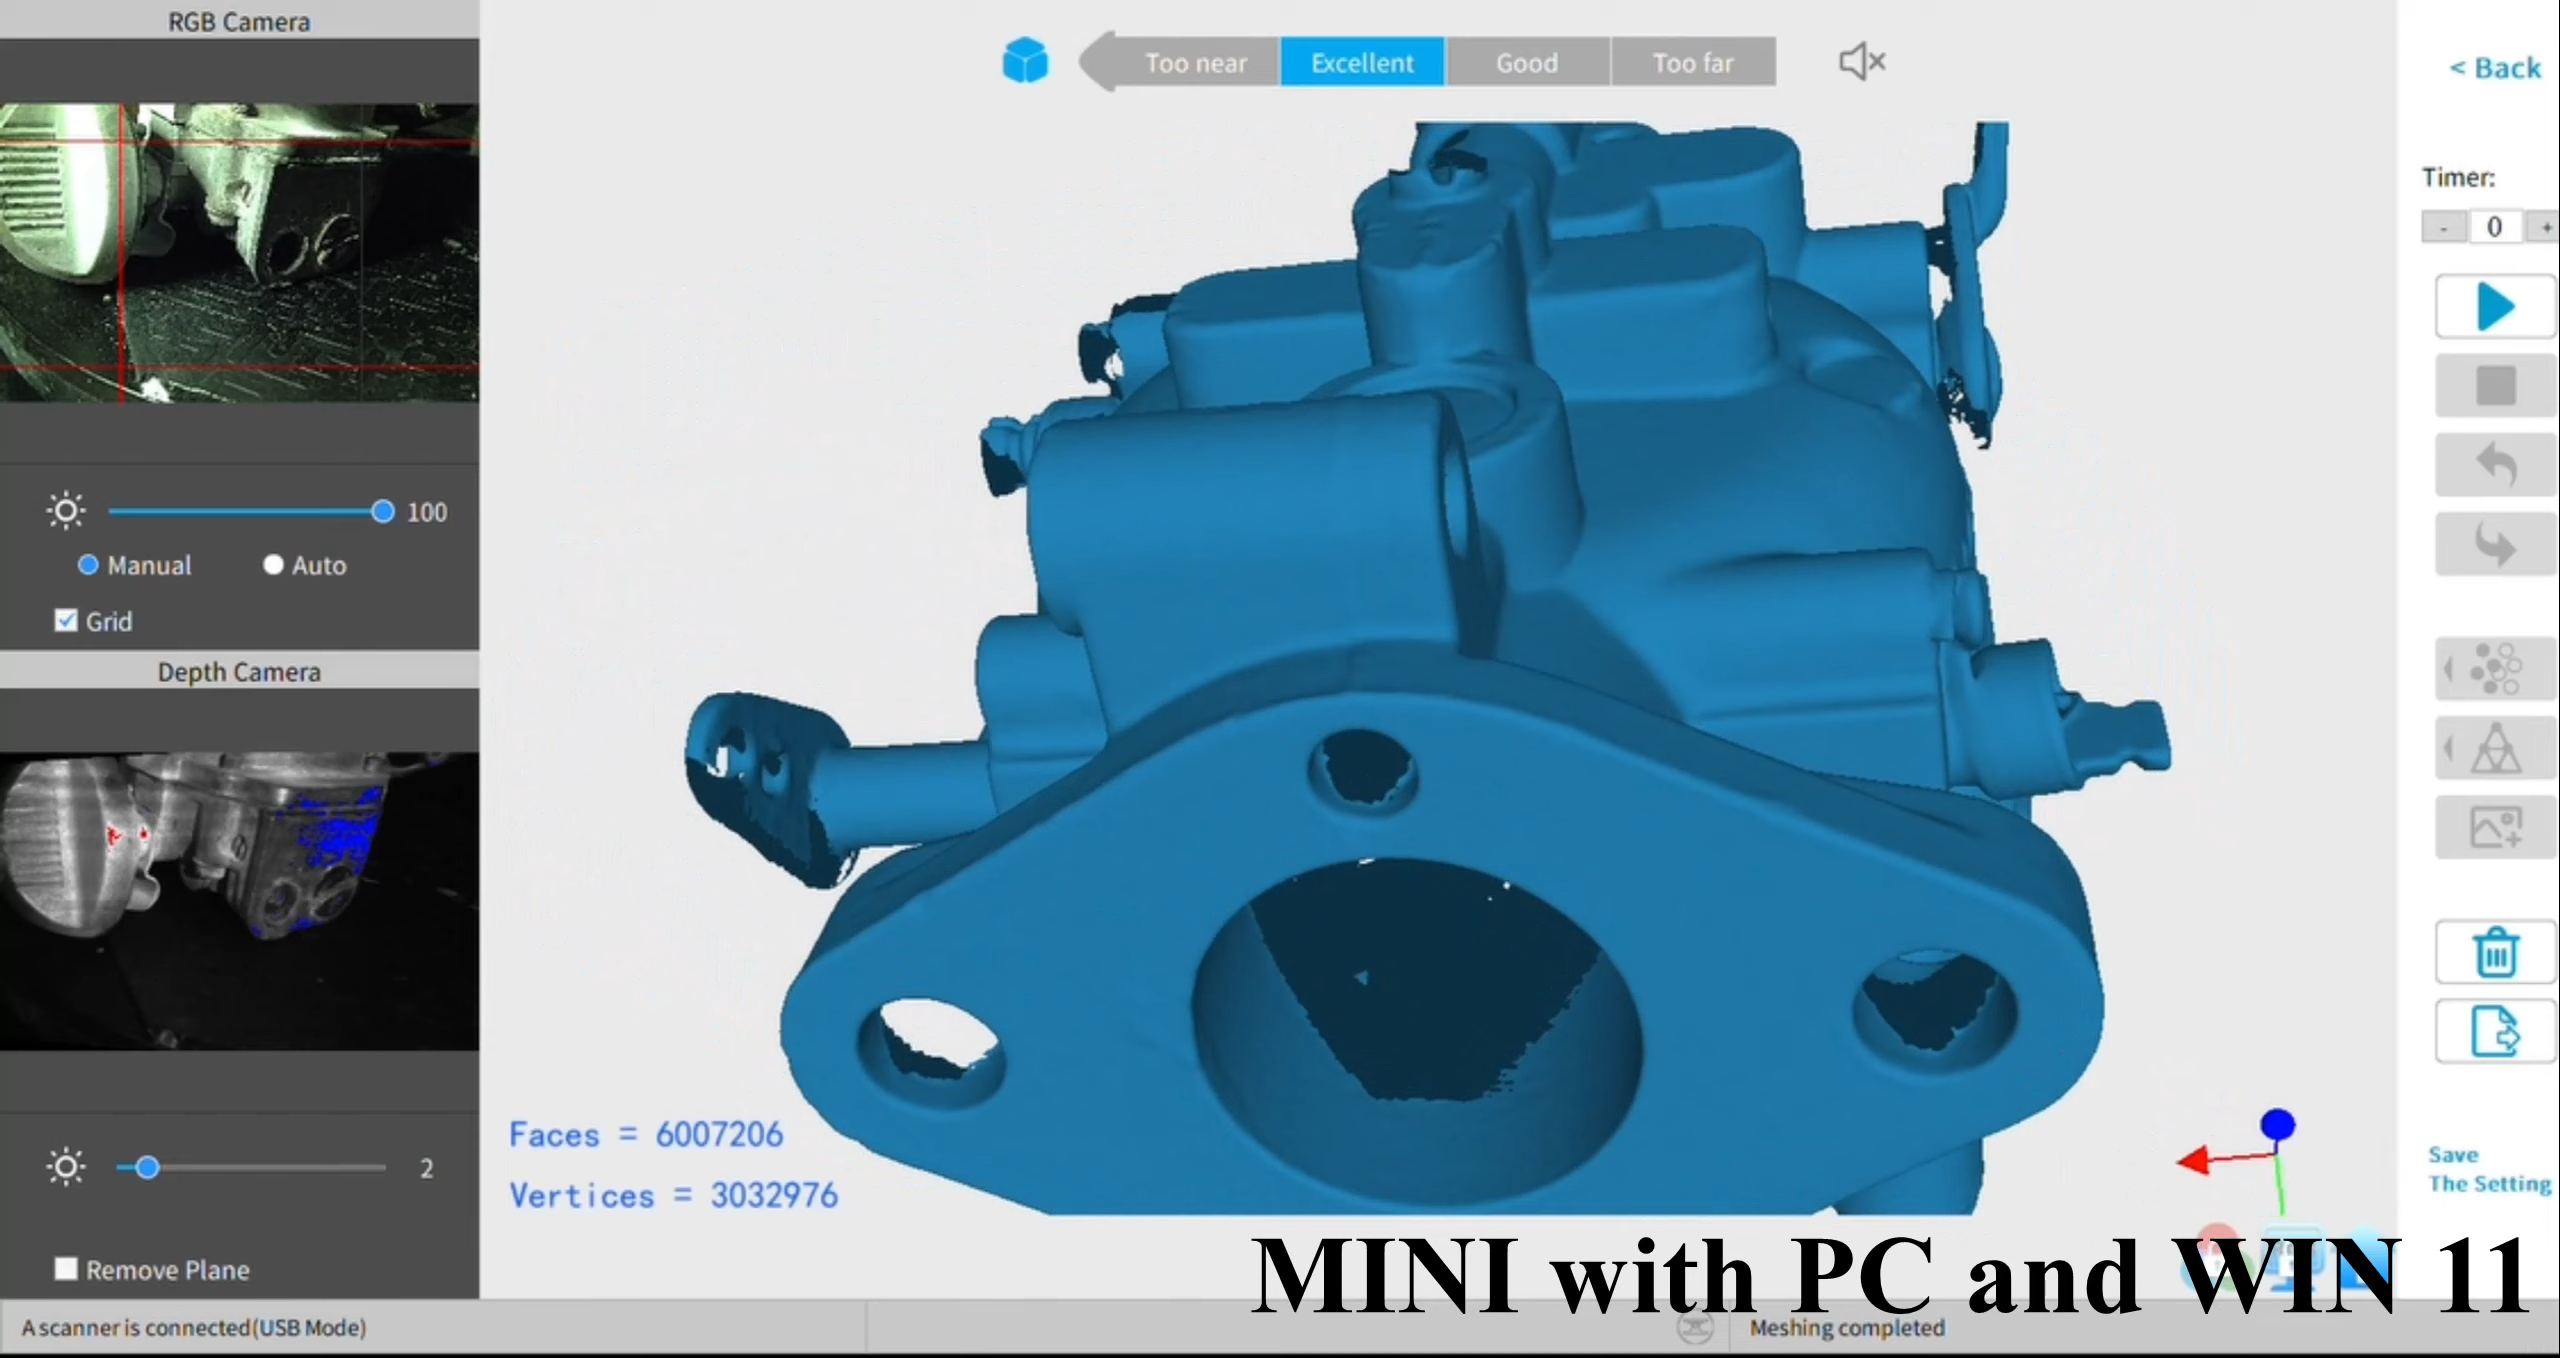 RGB Camera
Too near
Excellent
Good
Too far
< Back
Timer:
- 0 +
100
Manual
Auto
Grid
Depth Camera
2
Remove Plane
Faces = 6007206
Vertices = 3032976
Save
The Setting
MINI with PC and WIN 11
A scanner is connected(USB Mode)
Meshing completed